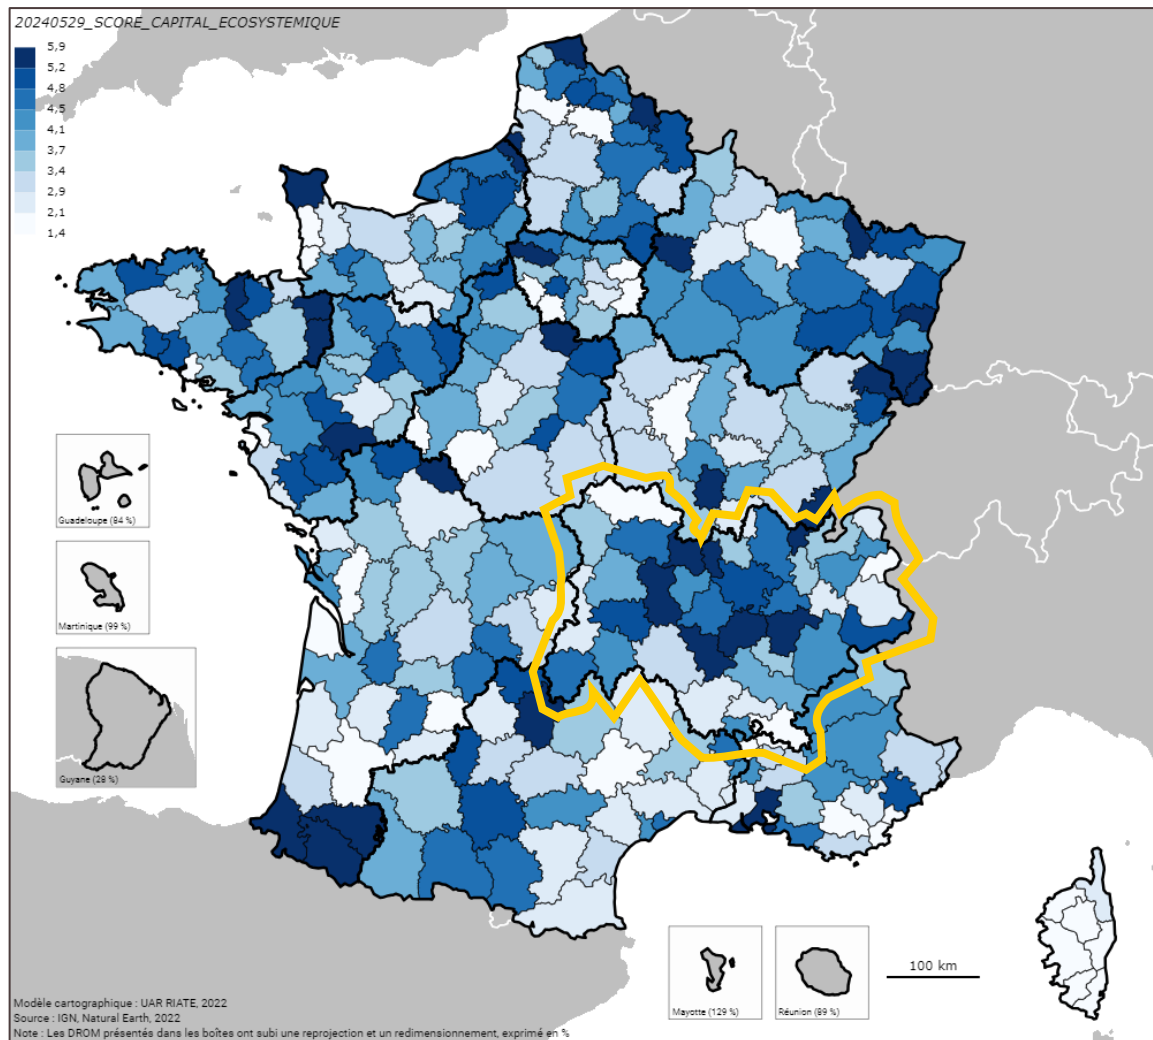 20240529_SCORE_CAPITAL_ECOSYSTEMIQUE
5,9
5,2
4,8
4,5
4,1
3,7
3,4
2,9
2,1
1,4
Guadeloupe (84 %)
Martinique (99 %)
Guyane (28 %)
Mayotte (129 %)
Réunion (89 %)
100 km
Modèle cartographique : UAR RIATE, 2022
Source : IGN, Natural Earth, 2022
Note : Les DROM présentés dans les boîtes ont subi une reprojection et un redimensionnement, exprimé en %